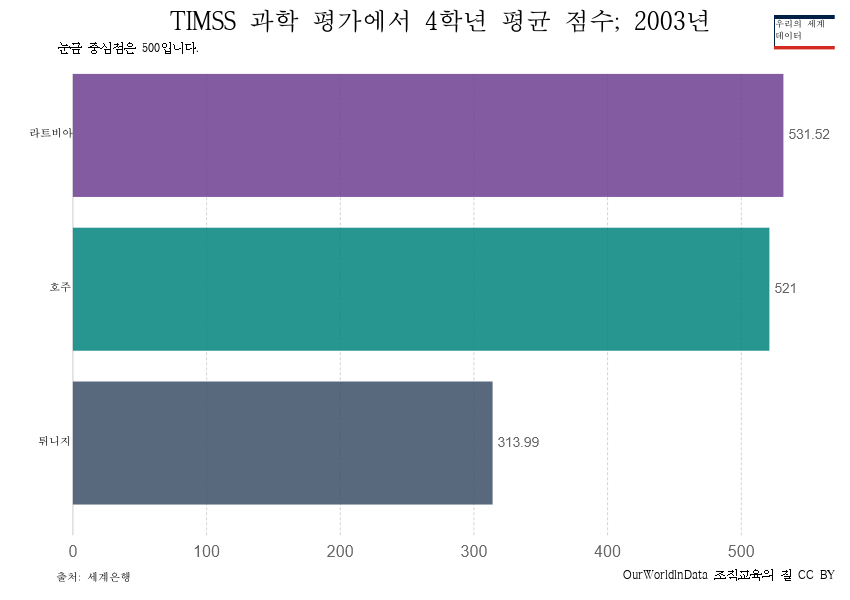 TIMSS 과학 평가에서 4학년 평균 점수; 2003년
우리의 세계
데이터
눈금 중심점은 500입니다.
라트비아
531.52
호주
521
튀니지
313.99
0 100 200 300 400 500
출처: 세계은행
OurWorldInData 조직교육의 질 CC BY